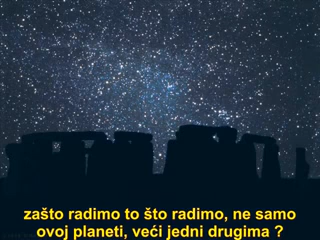 zašto radimo to što radimo, ne samo
ovoj planeti, veći jedni drugima ?